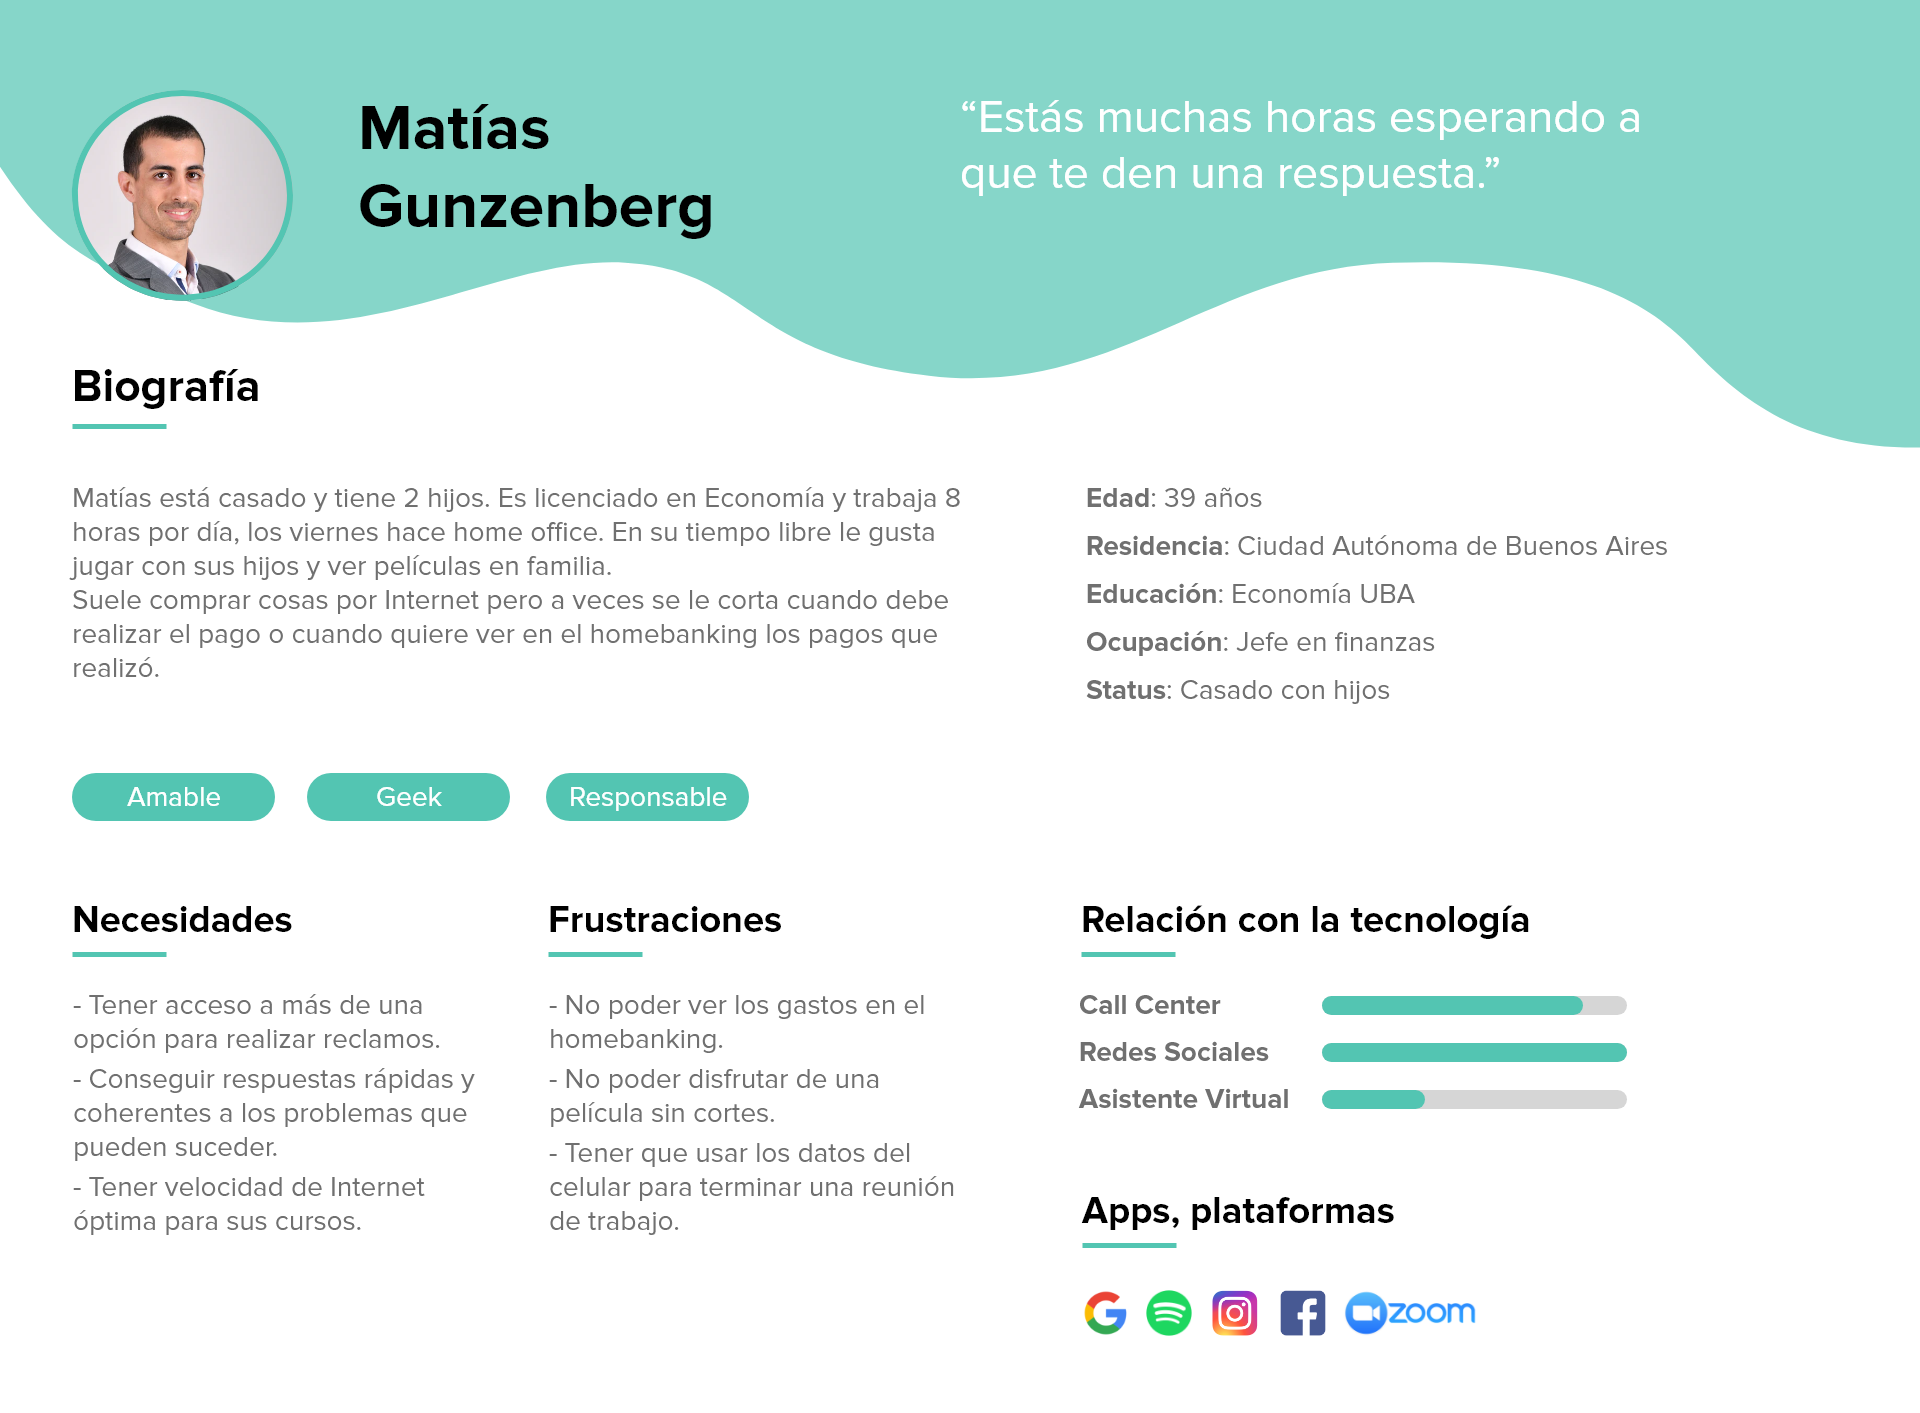 Matías
Gunzenberg
“Estás muchas horas esperando a
que te den una respuesta.”
Biografía
Matías está casado y tiene 2 hijos. Es licenciado en Economía y trabaja 8
horas por día, los viernes hace home office. En su tiempo libre le gusta
jugar con sus hijos y ver películas en familia.
Suele comprar cosas por Internet pero a veces se le corta cuando debe
realizar el pago o cuando quiere ver en el homebanking los pagos que
realizó.
Edad: 39 años
Residencia: Ciudad Autónoma de Buenos Aires
Educación: Economía UBA
Ocupación: Jefe en finanzas
Status: Casado con hijos
Amable
Geek
Responsable
Necesidades
- Tener acceso a más de una
opción para realizar reclamos.
- Conseguir respuestas rápidas y
coherentes a los problemas que
pueden suceder.
- Tener velocidad de Internet
óptima para sus cursos.
Frustraciones
- No poder ver los gastos en el
homebanking.
- No poder disfrutar de una
película sin cortes.
- Tener que usar los datos del
celular para terminar una reunión
de trabajo.
Relación con la tecnología
Call Center
Redes Sociales
Asistente Virtual
Apps, plataformas
zoom